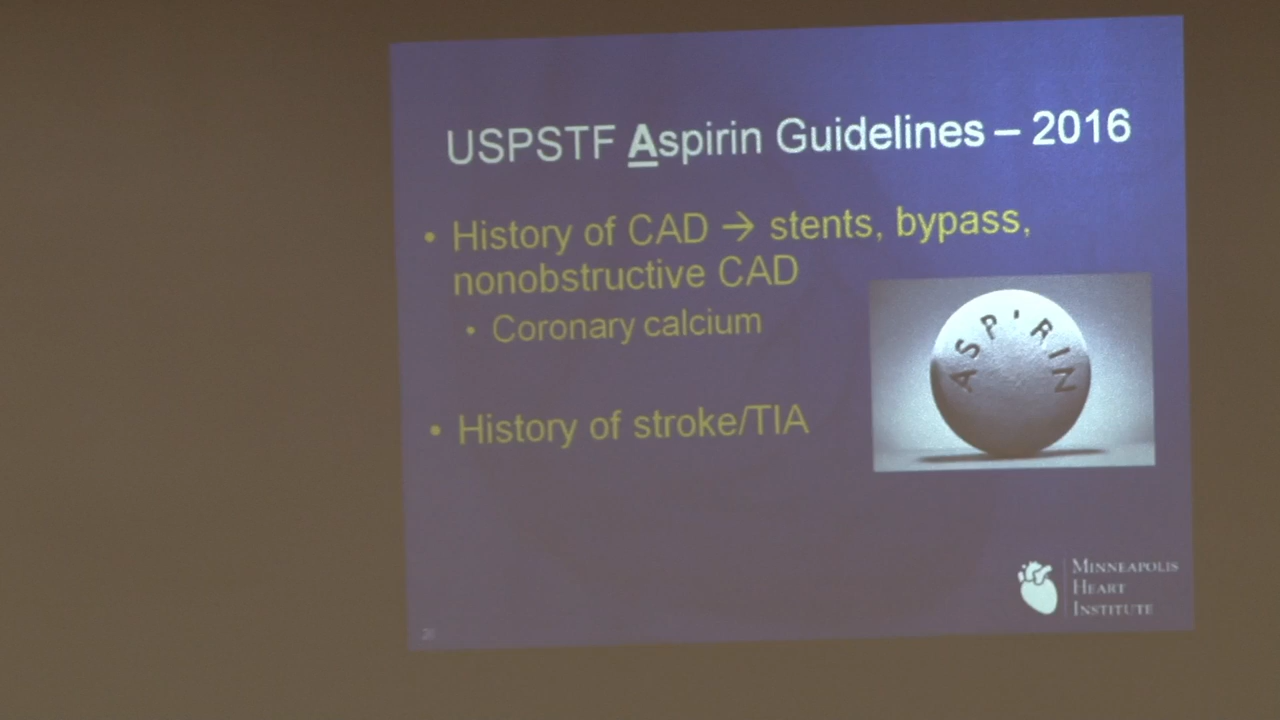 USPSTF Aspirin Guidelines – 2016
• History of CAD → stents, bypass,
nonobstructive CAD
• Coronary calcium
• History of stroke/TIA
ASPIRIN
MINNEAPOLIS
HEART
INSTITUTE